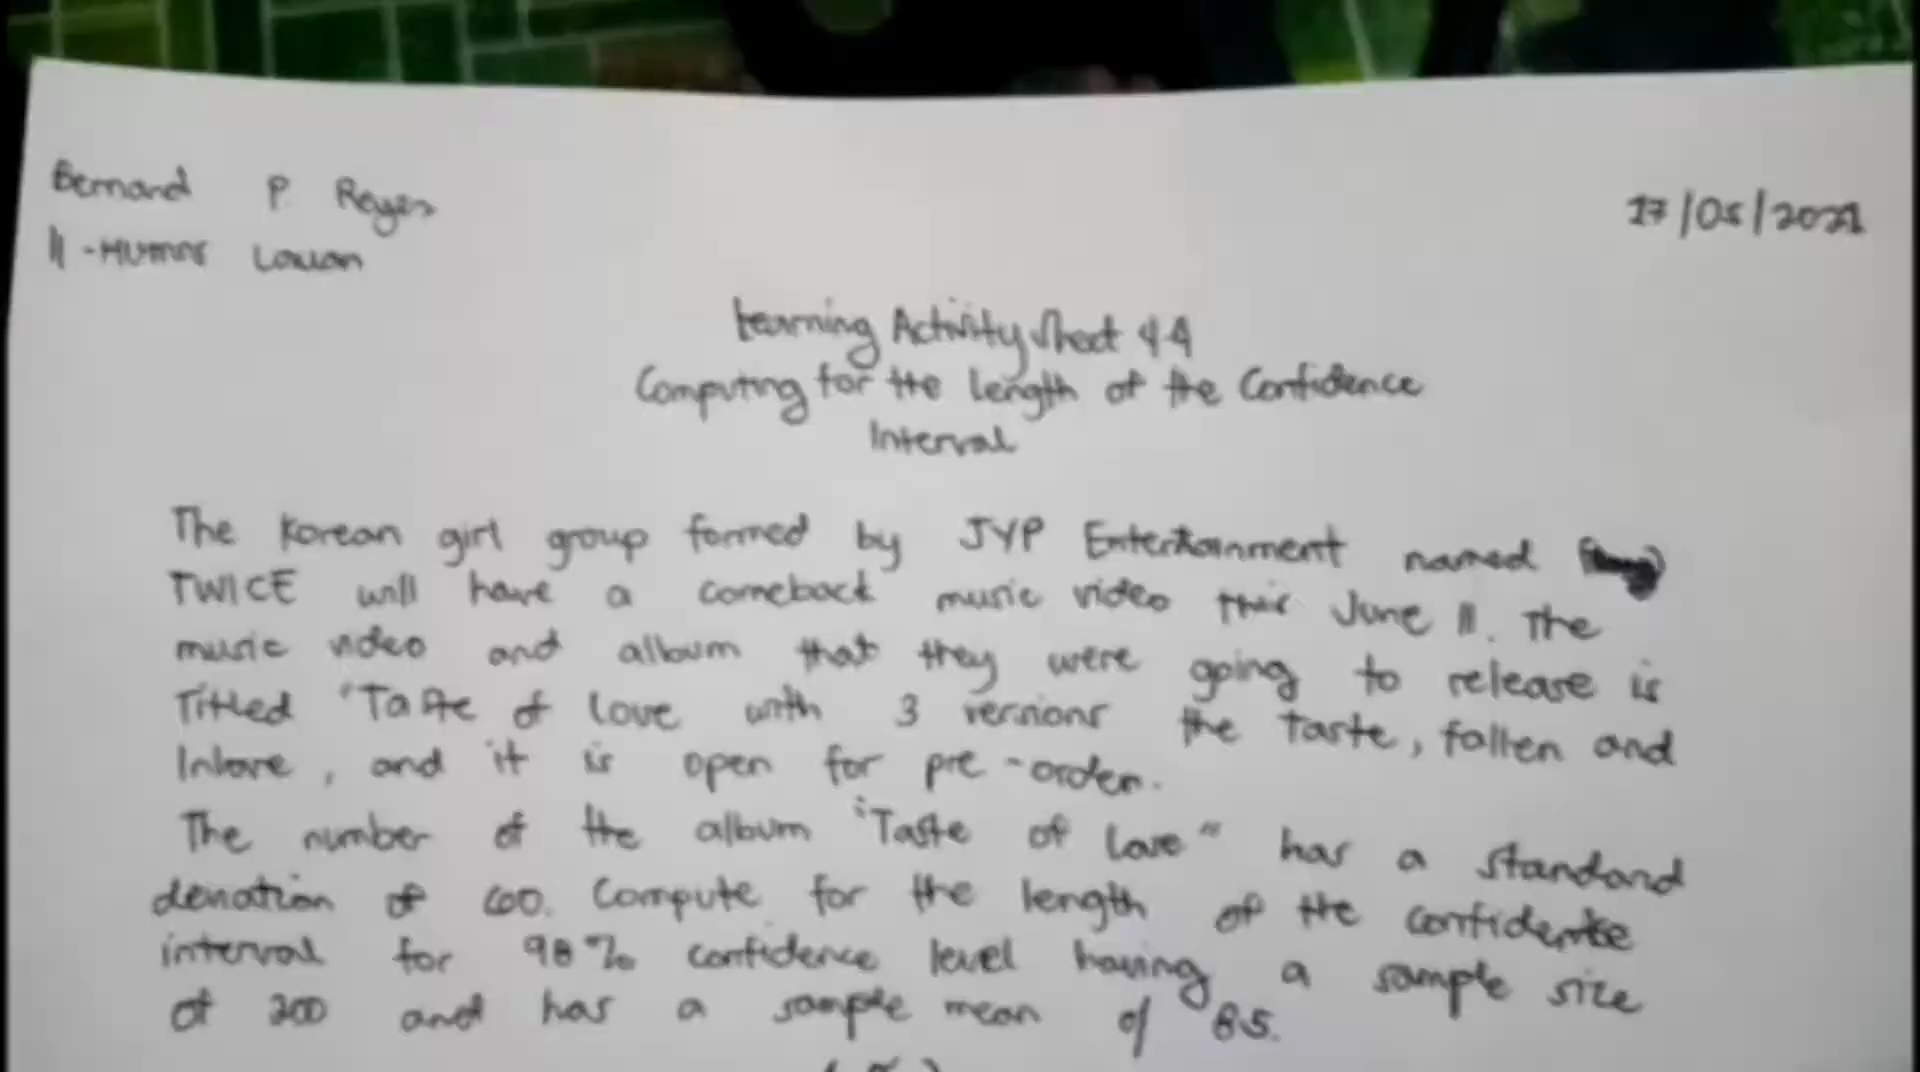 Bernard P. Reyes
11 - HUMSS Lauan
17/05/2021
Learning Activity Sheet 4.4
Computing for the length of the Confidence
Interval
The Korean girl group formed by JYP Entertainment named
TWICE will have a comeback music video this June 11. The
music video and album that they were going to release is
Titled "Taste of Love with 3 versions the taste, fallen and
Inlove, and it is open for pre-order.
The number of the album "Taste of Love" has a standard
deviation of 600. Compute for the length of the confidence
interval for 98% confidence level having a sample size
of 200 and has a sample mean of 85.